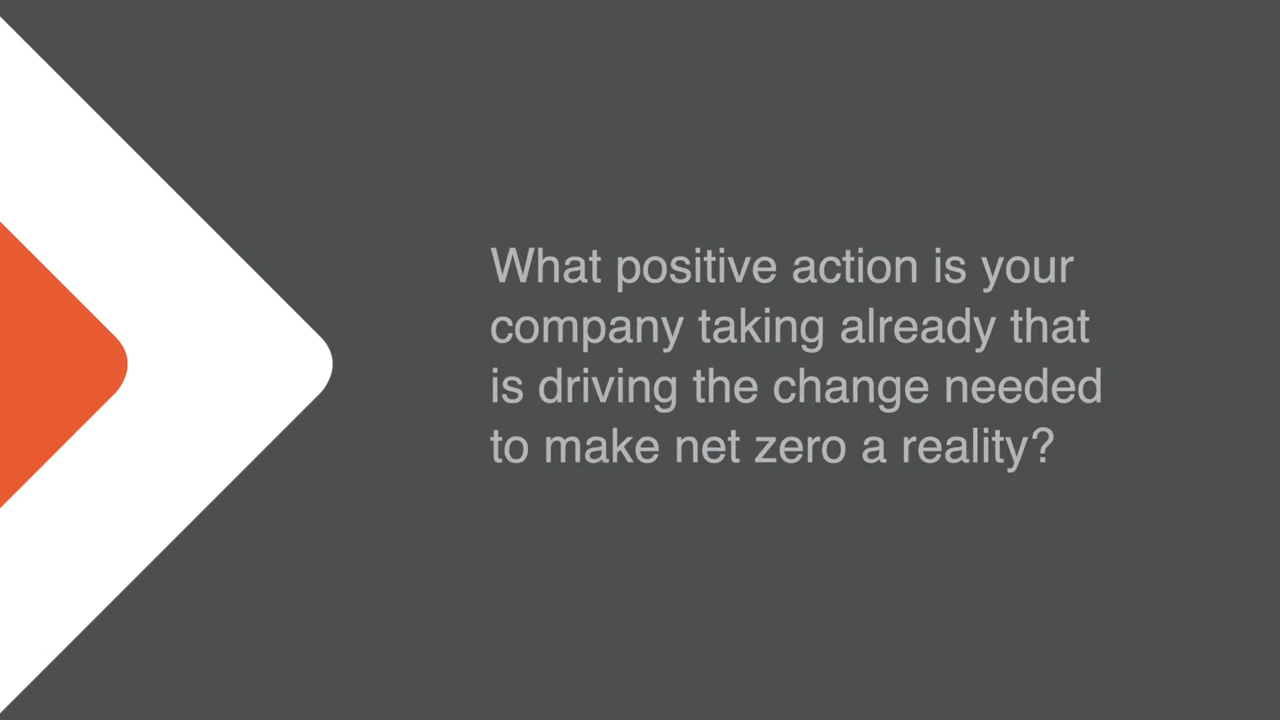 What positive action is your
company taking already that
is driving the change needed
to make net zero a reality?